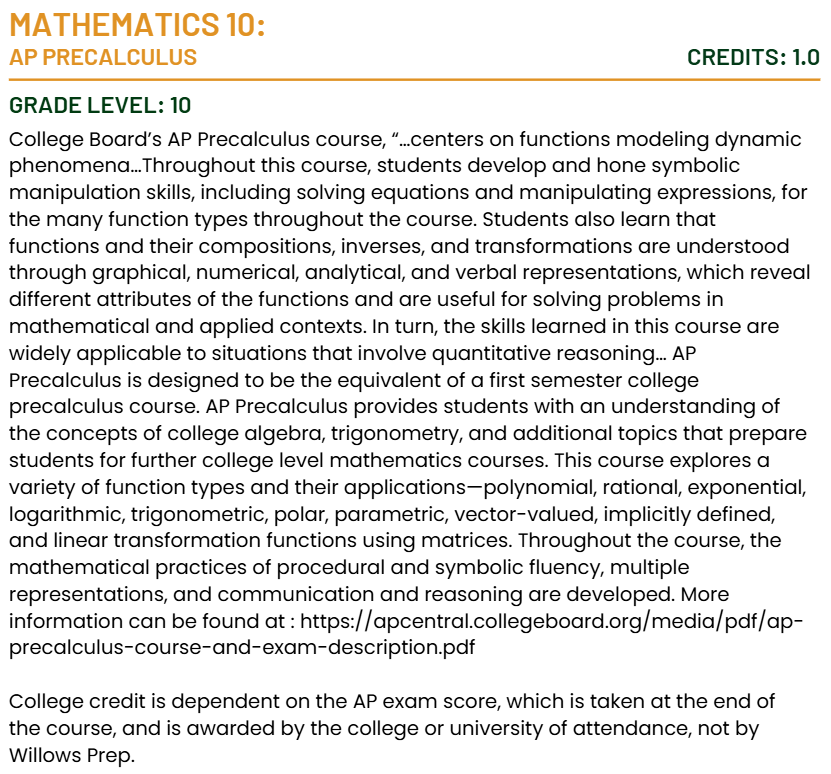 MATHEMATICS 10:
AP PRECALCULUS
CREDITS: 1.0
GRADE LEVEL: 10
College Board’s AP Precalculus course, “…centers on functions modeling dynamic
phenomena…Throughout this course, students develop and hone symbolic
manipulation skills, including solving equations and manipulating expressions, for
the many function types throughout the course. Students also learn that
functions and their compositions, inverses, and transformations are understood
through graphical, numerical, analytical, and verbal representations, which reveal
different attributes of the functions and are useful for solving problems in
mathematical and applied contexts. In turn, the skills learned in this course are
widely applicable to situations that involve quantitative reasoning… AP
Precalculus is designed to be the equivalent of a first semester college
precalculus course. AP Precalculus provides students with an understanding of
the concepts of college algebra, trigonometry, and additional topics that prepare
students for further college level mathematics courses. This course explores a
variety of function types and their applications—polynomial, rational, exponential,
logarithmic, trigonometric, polar, parametric, vector-valued, implicitly defined,
and linear transformation functions using matrices. Throughout the course, the
mathematical practices of procedural and symbolic fluency, multiple
representations, and communication and reasoning are developed. More
information can be found at : https://apcentral.collegeboard.org/media/pdf/ap-
precalculus-course-and-exam-description.pdf
College credit is dependent on the AP exam score, which is taken at the end of
the course, and is awarded by the college or university of attendance, not by
Willows Prep.